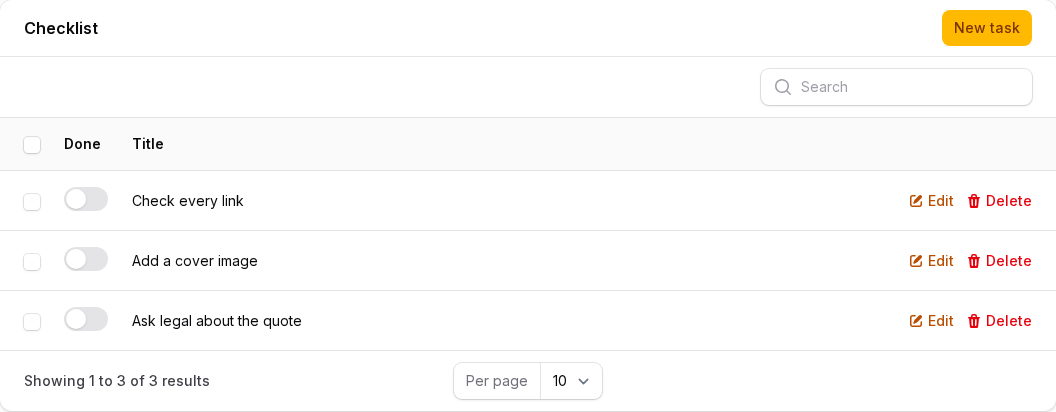 Checklist New task
Search
Done Title
Check every link Edit Delete
Add a cover image Edit Delete
Ask legal about the quote Edit Delete
Showing 1 to 3 of 3 results Per page 10